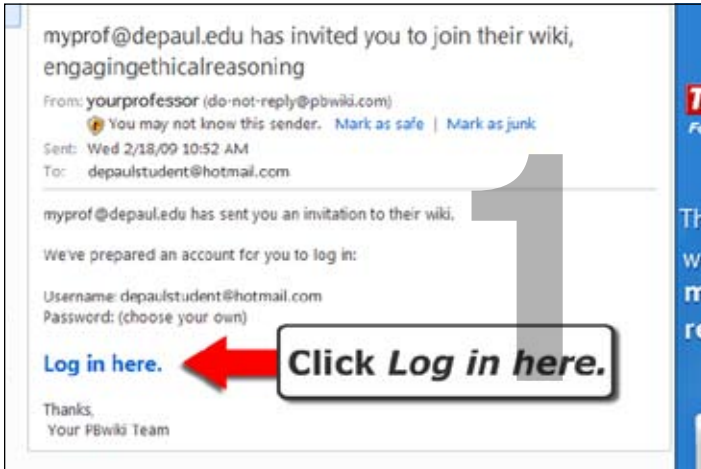 myprof@depaul.edu has invited you to join their wiki,
engagingethicalreasoning
From: yourprofessor (do-not-reply@pbwiki.com)
You may not know this sender. Mark as safe | Mark as junk
Sent: Wed 2/18/09 10:52 AM
To: depaulstudent@hotmail.com
myprof@depaul.edu has sent you an invitation to their wiki.
We've prepared an account for you to log in:
Username: depaulstudent@hotmail.com
Password: (choose your own)
Log in here.
Click Log in here.
1
Thanks,
Your PBwiki Team